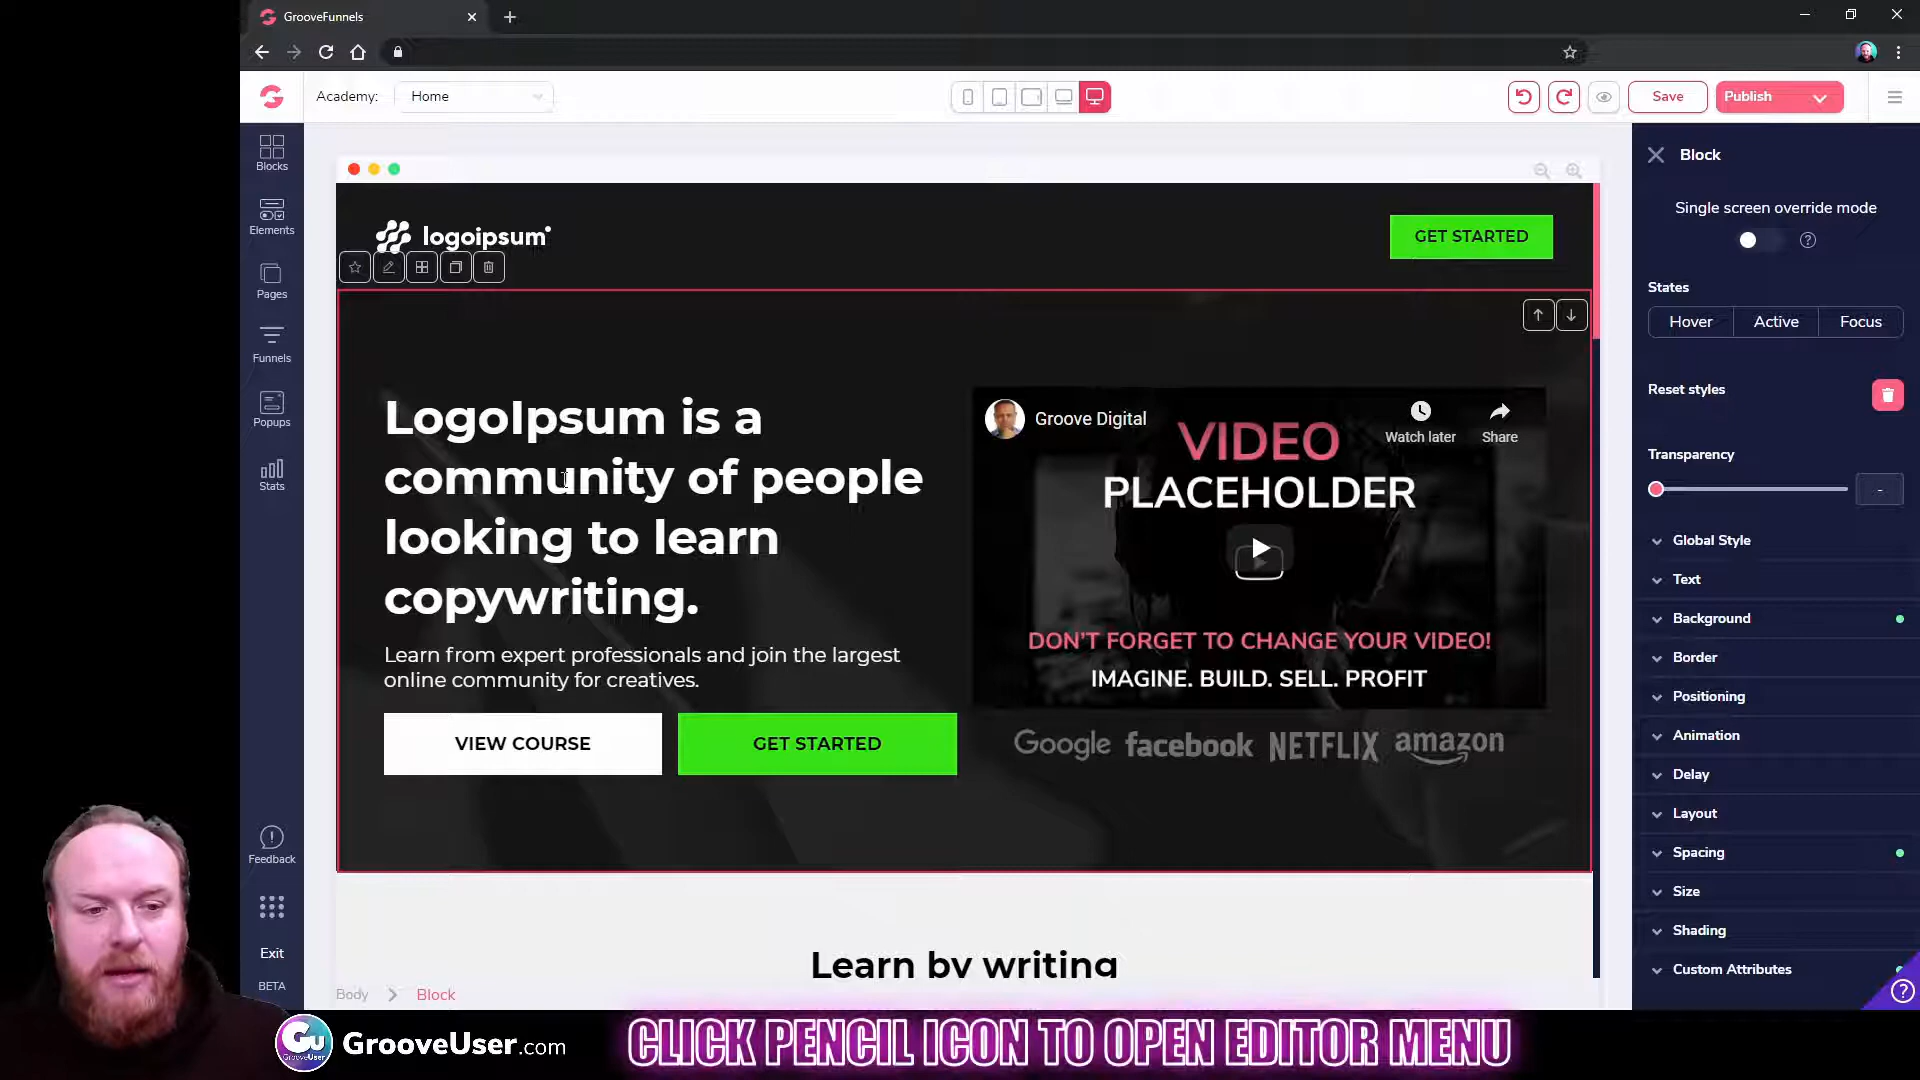 GrooveFunnels
Academy:
Home
Save
Publish
Blocks
Elements
Pages
Funnels
Popups
Stats
Feedback
Exit
BETA
logoipsum
GET STARTED
LogoIpsum is a
community of people
looking to learn
copywriting.
Learn from expert professionals and join the largest
online community for creatives.
VIEW COURSE
GET STARTED
Groove Digital
Watch later
Share
VIDEO
PLACEHOLDER
DON'T FORGET TO CHANGE YOUR VIDEO!
IMAGINE. BUILD. SELL. PROFIT
Google facebook NETFLIX amazon
Learn by writing
Body
Block
Block
Single screen override mode
States
Hover
Active
Focus
Reset styles
Transparency
-
Global Style
Text
Background
Border
Positioning
Animation
Delay
Layout
Spacing
Size
Shading
Custom Attributes
Gu
GrooveUser
GrooveUser.com
CLICK PENCIL ICON TO OPEN EDITOR MENU